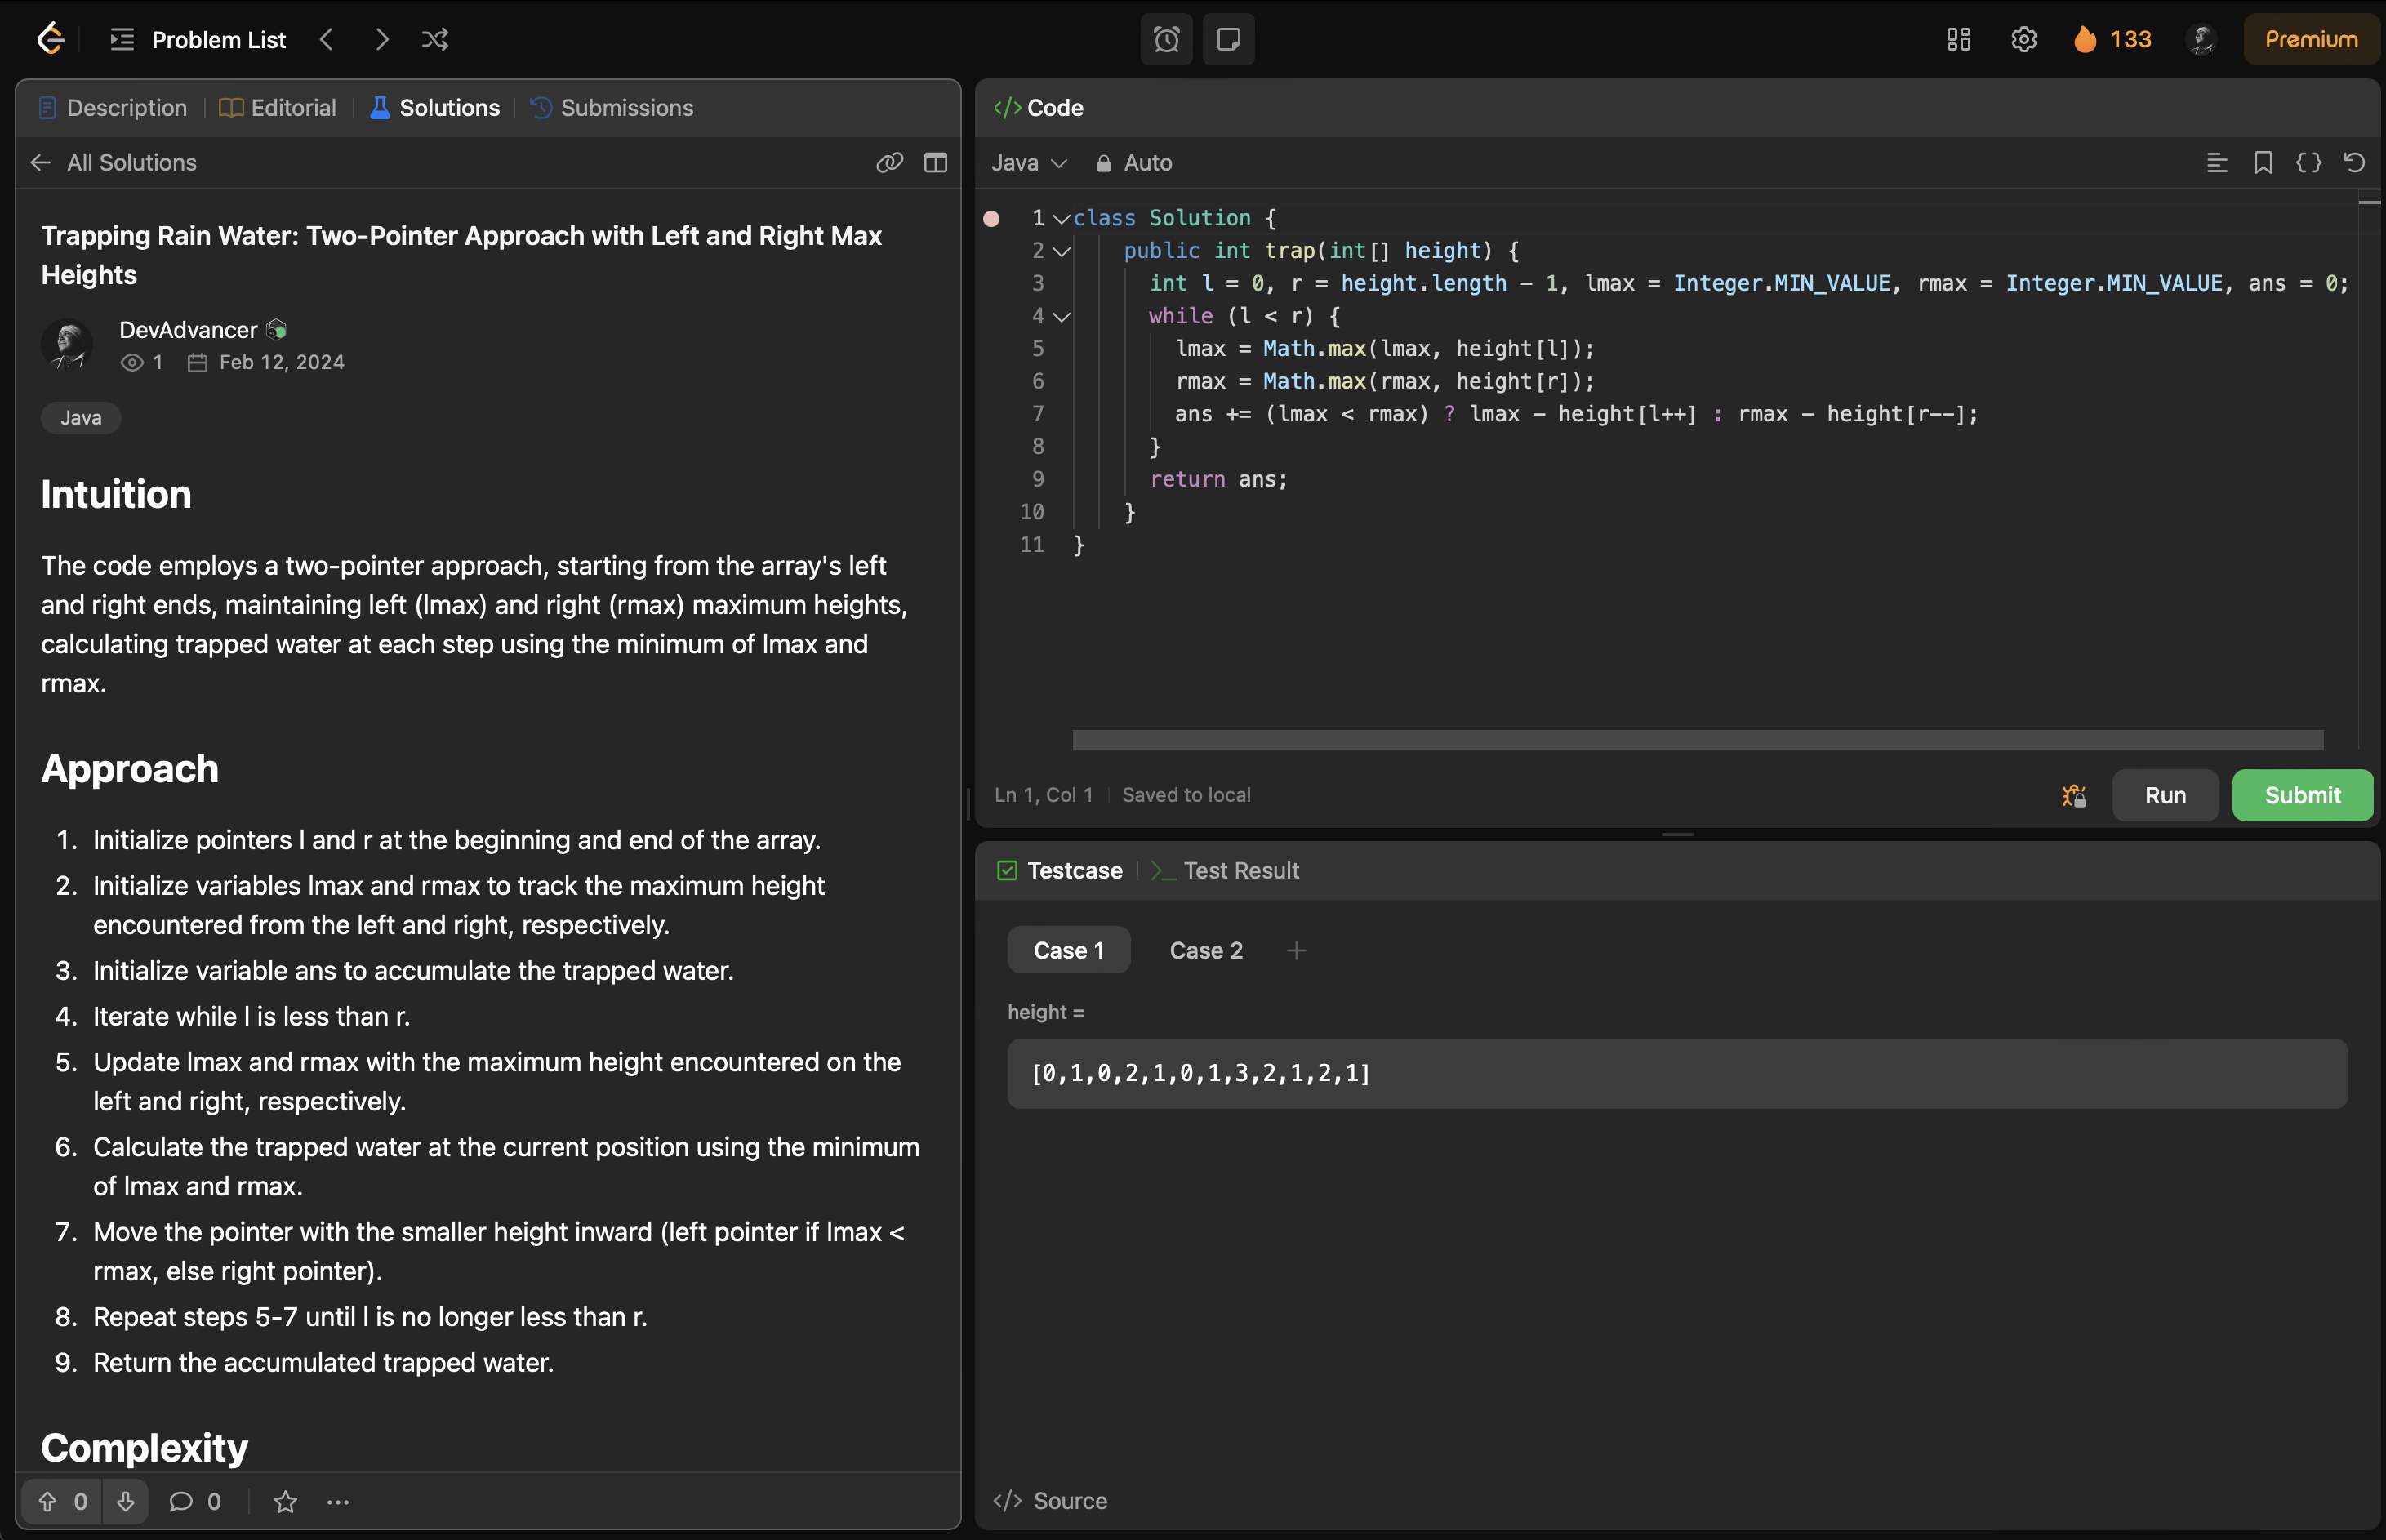 Problem List
133
Premium
Description
Editorial
Solutions
Submissions
All Solutions
Trapping Rain Water: Two-Pointer Approach with Left and Right Max
Heights
DevAdvancer
1
Feb 12, 2024
Java
Intuition
The code employs a two-pointer approach, starting from the array's left
and right ends, maintaining left (lmax) and right (rmax) maximum heights,
calculating trapped water at each step using the minimum of lmax and
rmax.
Approach
1. Initialize pointers l and r at the beginning and end of the array.
2. Initialize variables lmax and rmax to track the maximum height
encountered from the left and right, respectively.
3. Initialize variable ans to accumulate the trapped water.
4. Iterate while l is less than r.
5. Update lmax and rmax with the maximum height encountered on the
left and right, respectively.
6. Calculate the trapped water at the current position using the minimum
of lmax and rmax.
7. Move the pointer with the smaller height inward (left pointer if lmax <
rmax, else right pointer).
8. Repeat steps 5-7 until l is no longer less than r.
9. Return the accumulated trapped water.
Complexity
0
0
</> Code
Java
Auto
1 class Solution {
2 public int trap(int[] height) {
3 int l = 0, r = height.length - 1, lmax = Integer.MIN_VALUE, rmax = Integer.MIN_VALUE, ans = 0;
4 while (l < r) {
5 lmax = Math.max(lmax, height[l]);
6 rmax = Math.max(rmax, height[r]);
7 ans += (lmax < rmax) ? lmax - height[l++] : rmax - height[r--];
8 }
9 return ans;
10 }
11 }
Ln 1, Col 1
Saved to local
Run
Submit
Testcase
>_ Test Result
Case 1
Case 2
+
height =
[0,1,0,2,1,0,1,3,2,1,2,1]
</> Source